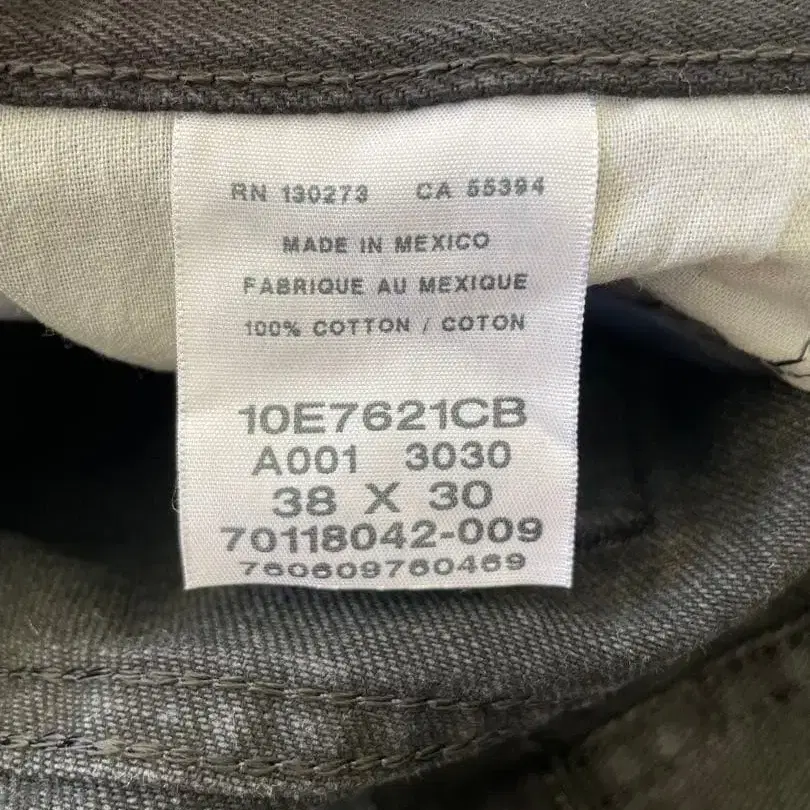 RN 130273 CA 55394
MADE IN MEXICO
FABRIQUE AU MEXIQUE
100% COTTON / COTON
10E7621CB
A001 3030
38 X 30
70118042-009
760609760469